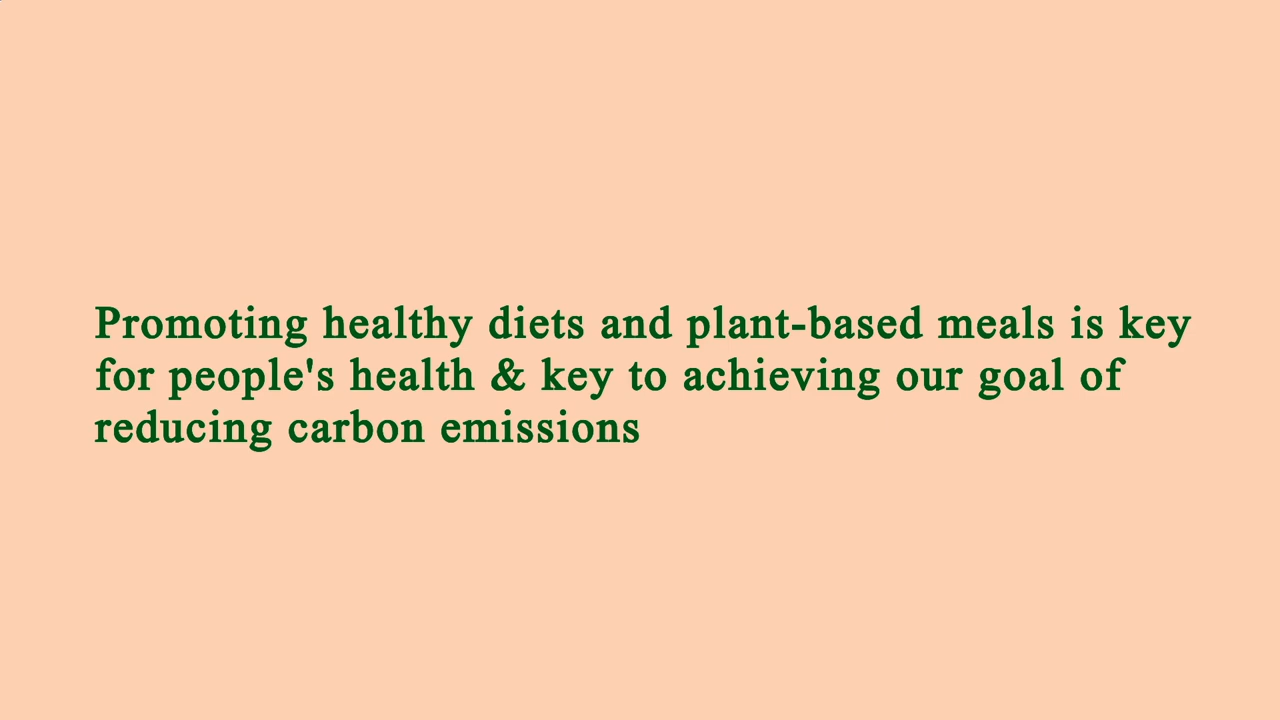 Promoting healthy diets and plant-based meals is key
for people's health & key to achieving our goal of
reducing carbon emissions